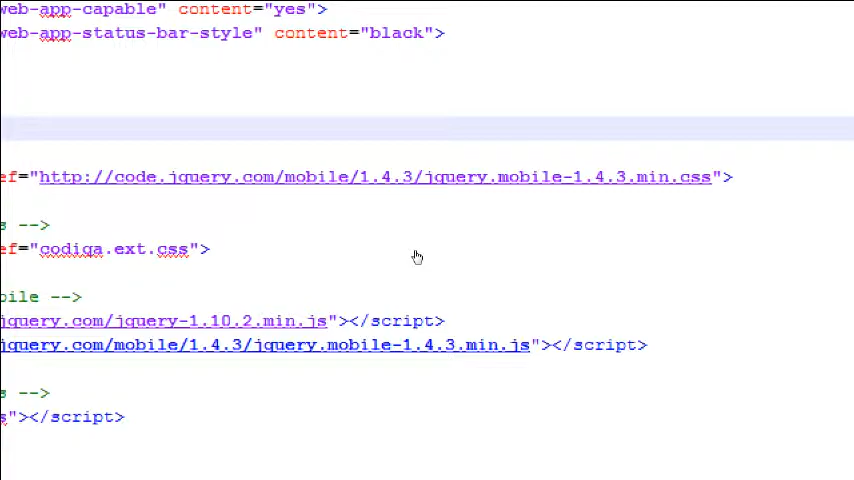 web-app-capable" content="yes">
web-app-status-bar-style" content="black">
ef="http://code.jquery.com/mobile/1.4.3/jquery.mobile-1.4.3.min.css">
s -->
ef="codiqa.ext.css">
bile -->
jquery.com/jquery-1.10.2.min.js"></script>
jquery.com/mobile/1.4.3/jquery.mobile-1.4.3.min.js"></script>
s -->
s"></script>